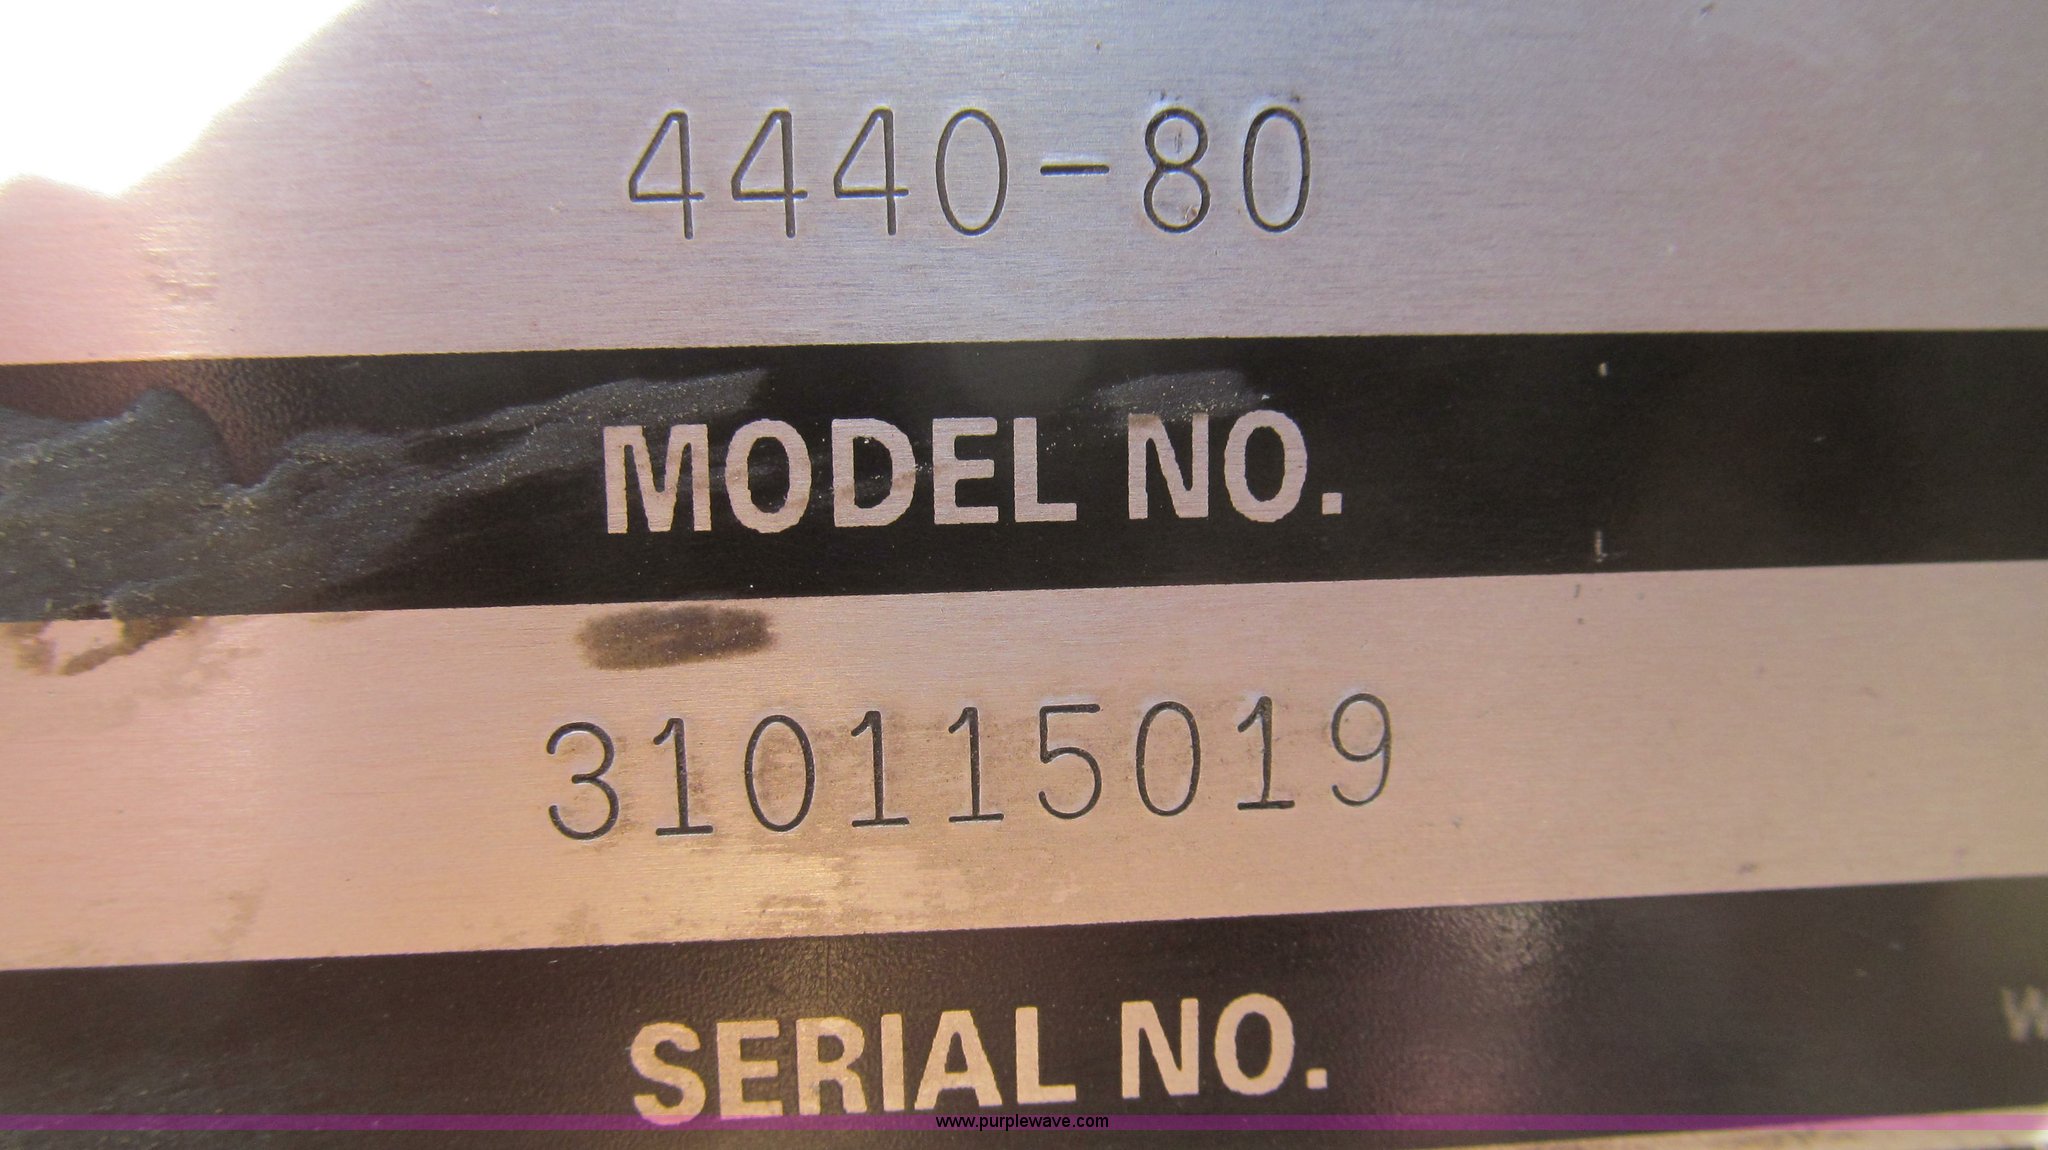 4440-80
MODEL NO.
310115019
SERIAL NO.
www.purplewave.com